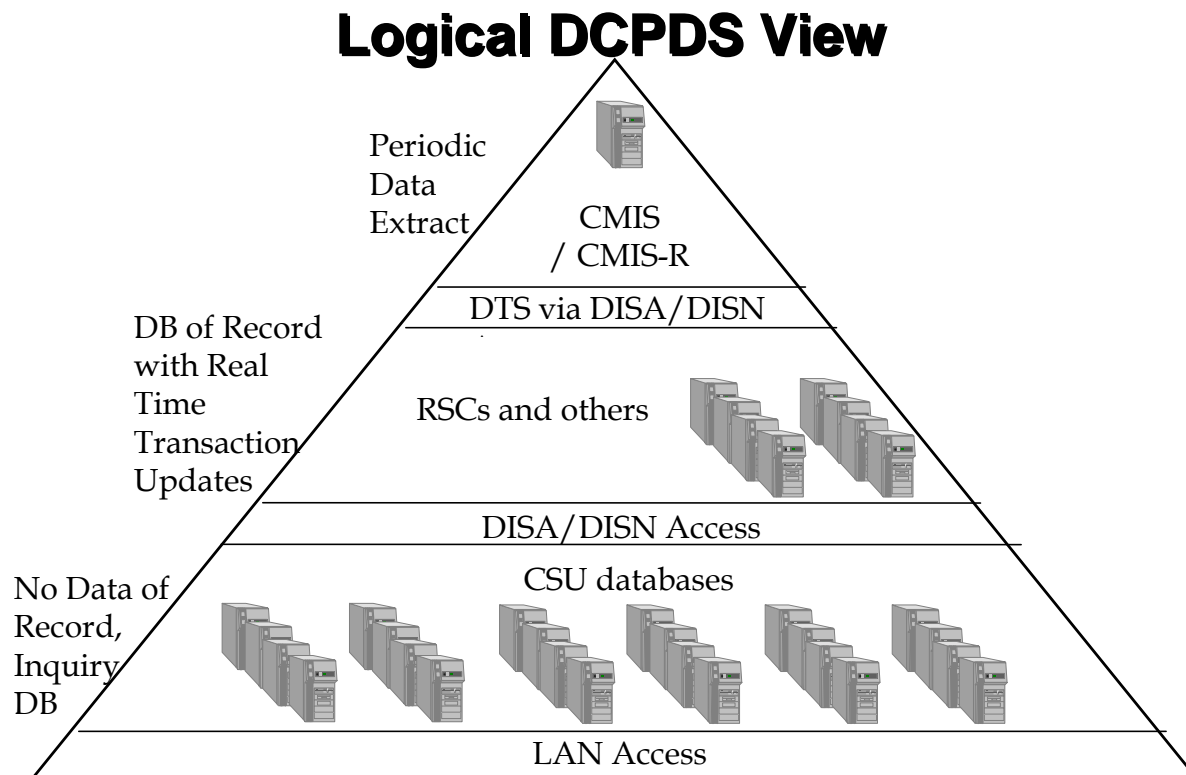 Logical DCPDS View
Periodic
Data
Extract
CMIS
/ CMIS-R
DTS via DISA/DISN
DB of Record
with Real
Time
Transaction
Updates
RSCs and others
DISA/DISN Access
No Data of
Record,
Inquiry
DB
CSU databases
LAN Access